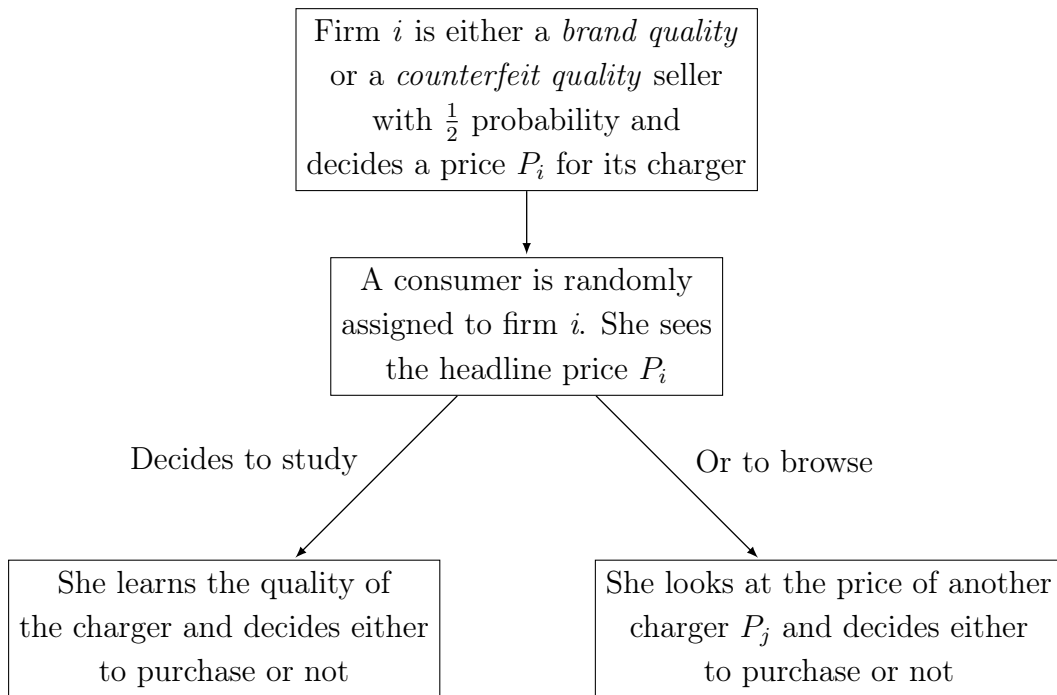 Firm i is either a brand quality
or a counterfeit quality seller
with 1/2 probability and
decides a price P_i for its charger
A consumer is randomly
assigned to firm i. She sees
the headline price P_i
Decides to study
Or to browse
She learns the quality of
the charger and decides either
to purchase or not
She looks at the price of another
charger P_j and decides either
to purchase or not